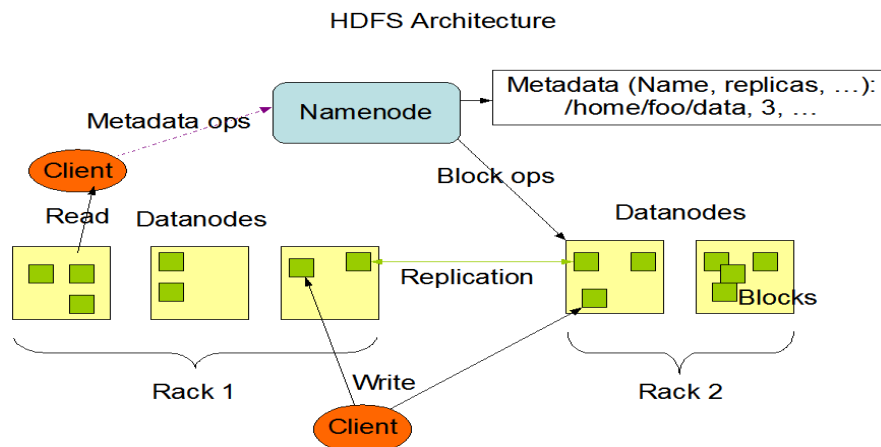 HDFS Architecture
Metadata (Name, replicas, ...):
/home/foo/data, 3, ...
Namenode
Metadata ops
Client
Block ops
Read
Datanodes
Datanodes
Replication
Blocks
Rack 1
Write
Rack 2
Client